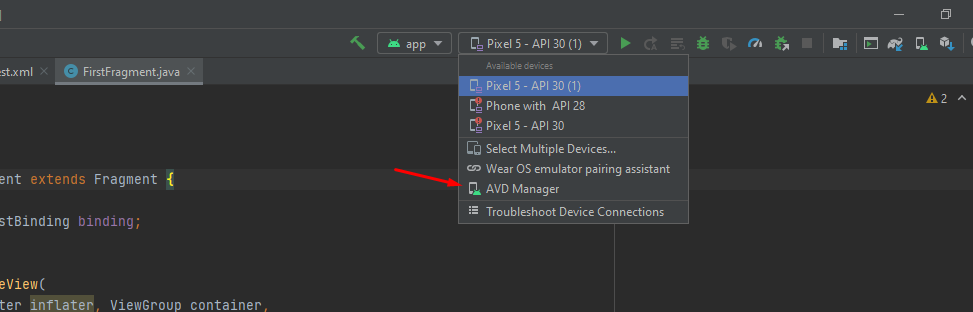 app
Pixel 5 - API 30 (1)
est.xml
FirstFragment.java
Available devices
Pixel 5 - API 30 (1)
Phone with API 28
Pixel 5 - API 30
Select Multiple Devices...
Wear OS emulator pairing assistant
AVD Manager
Troubleshoot Device Connections
2
ent extends Fragment {
stBinding binding;
eView(
ter inflater, ViewGroup container,